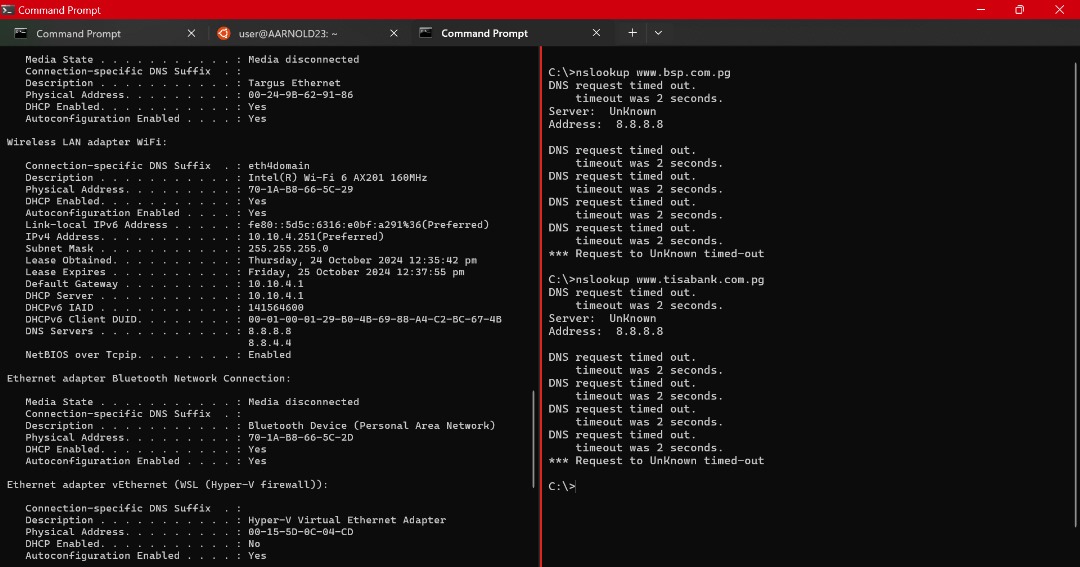 Command Prompt
Command Prompt
user@AARNOLD23: ~
Command Prompt
Media State . . . . . . . . . . . : Media disconnected
Connection-specific DNS Suffix  . :
Description . . . . . . . . . . . : Targus Ethernet
Physical Address. . . . . . . . . : 00-24-9B-62-91-86
DHCP Enabled. . . . . . . . . . . : Yes
Autoconfiguration Enabled . . . . : Yes
Wireless LAN adapter WiFi:
Connection-specific DNS Suffix  . : eth4domain
Description . . . . . . . . . . . : Intel(R) Wi-Fi 6 AX201 160MHz
Physical Address. . . . . . . . . : 70-1A-B8-66-5C-29
DHCP Enabled. . . . . . . . . . . : Yes
Autoconfiguration Enabled . . . . : Yes
Link-local IPv6 Address . . . . . : fe80::5d5c:6316:e0bf:a291%36(Preferred)
IPv4 Address. . . . . . . . . . . : 10.10.4.251(Preferred)
Subnet Mask . . . . . . . . . . . : 255.255.255.0
Lease Obtained. . . . . . . . . . : Thursday, 24 October 2024 12:35:42 pm
Lease Expires . . . . . . . . . . : Friday, 25 October 2024 12:37:55 pm
Default Gateway . . . . . . . . . : 10.10.4.1
DHCP Server . . . . . . . . . . . : 10.10.4.1
DHCPv6 IAID . . . . . . . . . . . : 141564600
DHCPv6 Client DUID. . . . . . . . : 00-01-00-01-29-B0-4B-69-88-A4-C2-BC-67-4B
DNS Servers . . . . . . . . . . . : 8.8.8.8
8.8.4.4
NetBIOS over Tcpip. . . . . . . . : Enabled
Ethernet adapter Bluetooth Network Connection:
Media State . . . . . . . . . . . : Media disconnected
Connection-specific DNS Suffix  . :
Description . . . . . . . . . . . : Bluetooth Device (Personal Area Network)
Physical Address. . . . . . . . . : 70-1A-B8-66-5C-2D
DHCP Enabled. . . . . . . . . . . : Yes
Autoconfiguration Enabled . . . . : Yes
Ethernet adapter vEthernet (WSL (Hyper-V firewall)):
Connection-specific DNS Suffix  . :
Description . . . . . . . . . . . : Hyper-V Virtual Ethernet Adapter
Physical Address. . . . . . . . . : 00-15-5D-0C-04-CD
DHCP Enabled. . . . . . . . . . . : No
Autoconfiguration Enabled . . . . : Yes
C:\>nslookup www.bsp.com.pg
DNS request timed out.
timeout was 2 seconds.
Server:  UnKnown
Address:  8.8.8.8
DNS request timed out.
timeout was 2 seconds.
DNS request timed out.
timeout was 2 seconds.
DNS request timed out.
timeout was 2 seconds.
DNS request timed out.
timeout was 2 seconds.
*** Request to UnKnown timed-out
C:\>nslookup www.tisabank.com.pg
DNS request timed out.
timeout was 2 seconds.
Server:  UnKnown
Address:  8.8.8.8
DNS request timed out.
timeout was 2 seconds.
DNS request timed out.
timeout was 2 seconds.
DNS request timed out.
timeout was 2 seconds.
DNS request timed out.
timeout was 2 seconds.
*** Request to UnKnown timed-out
C:\>